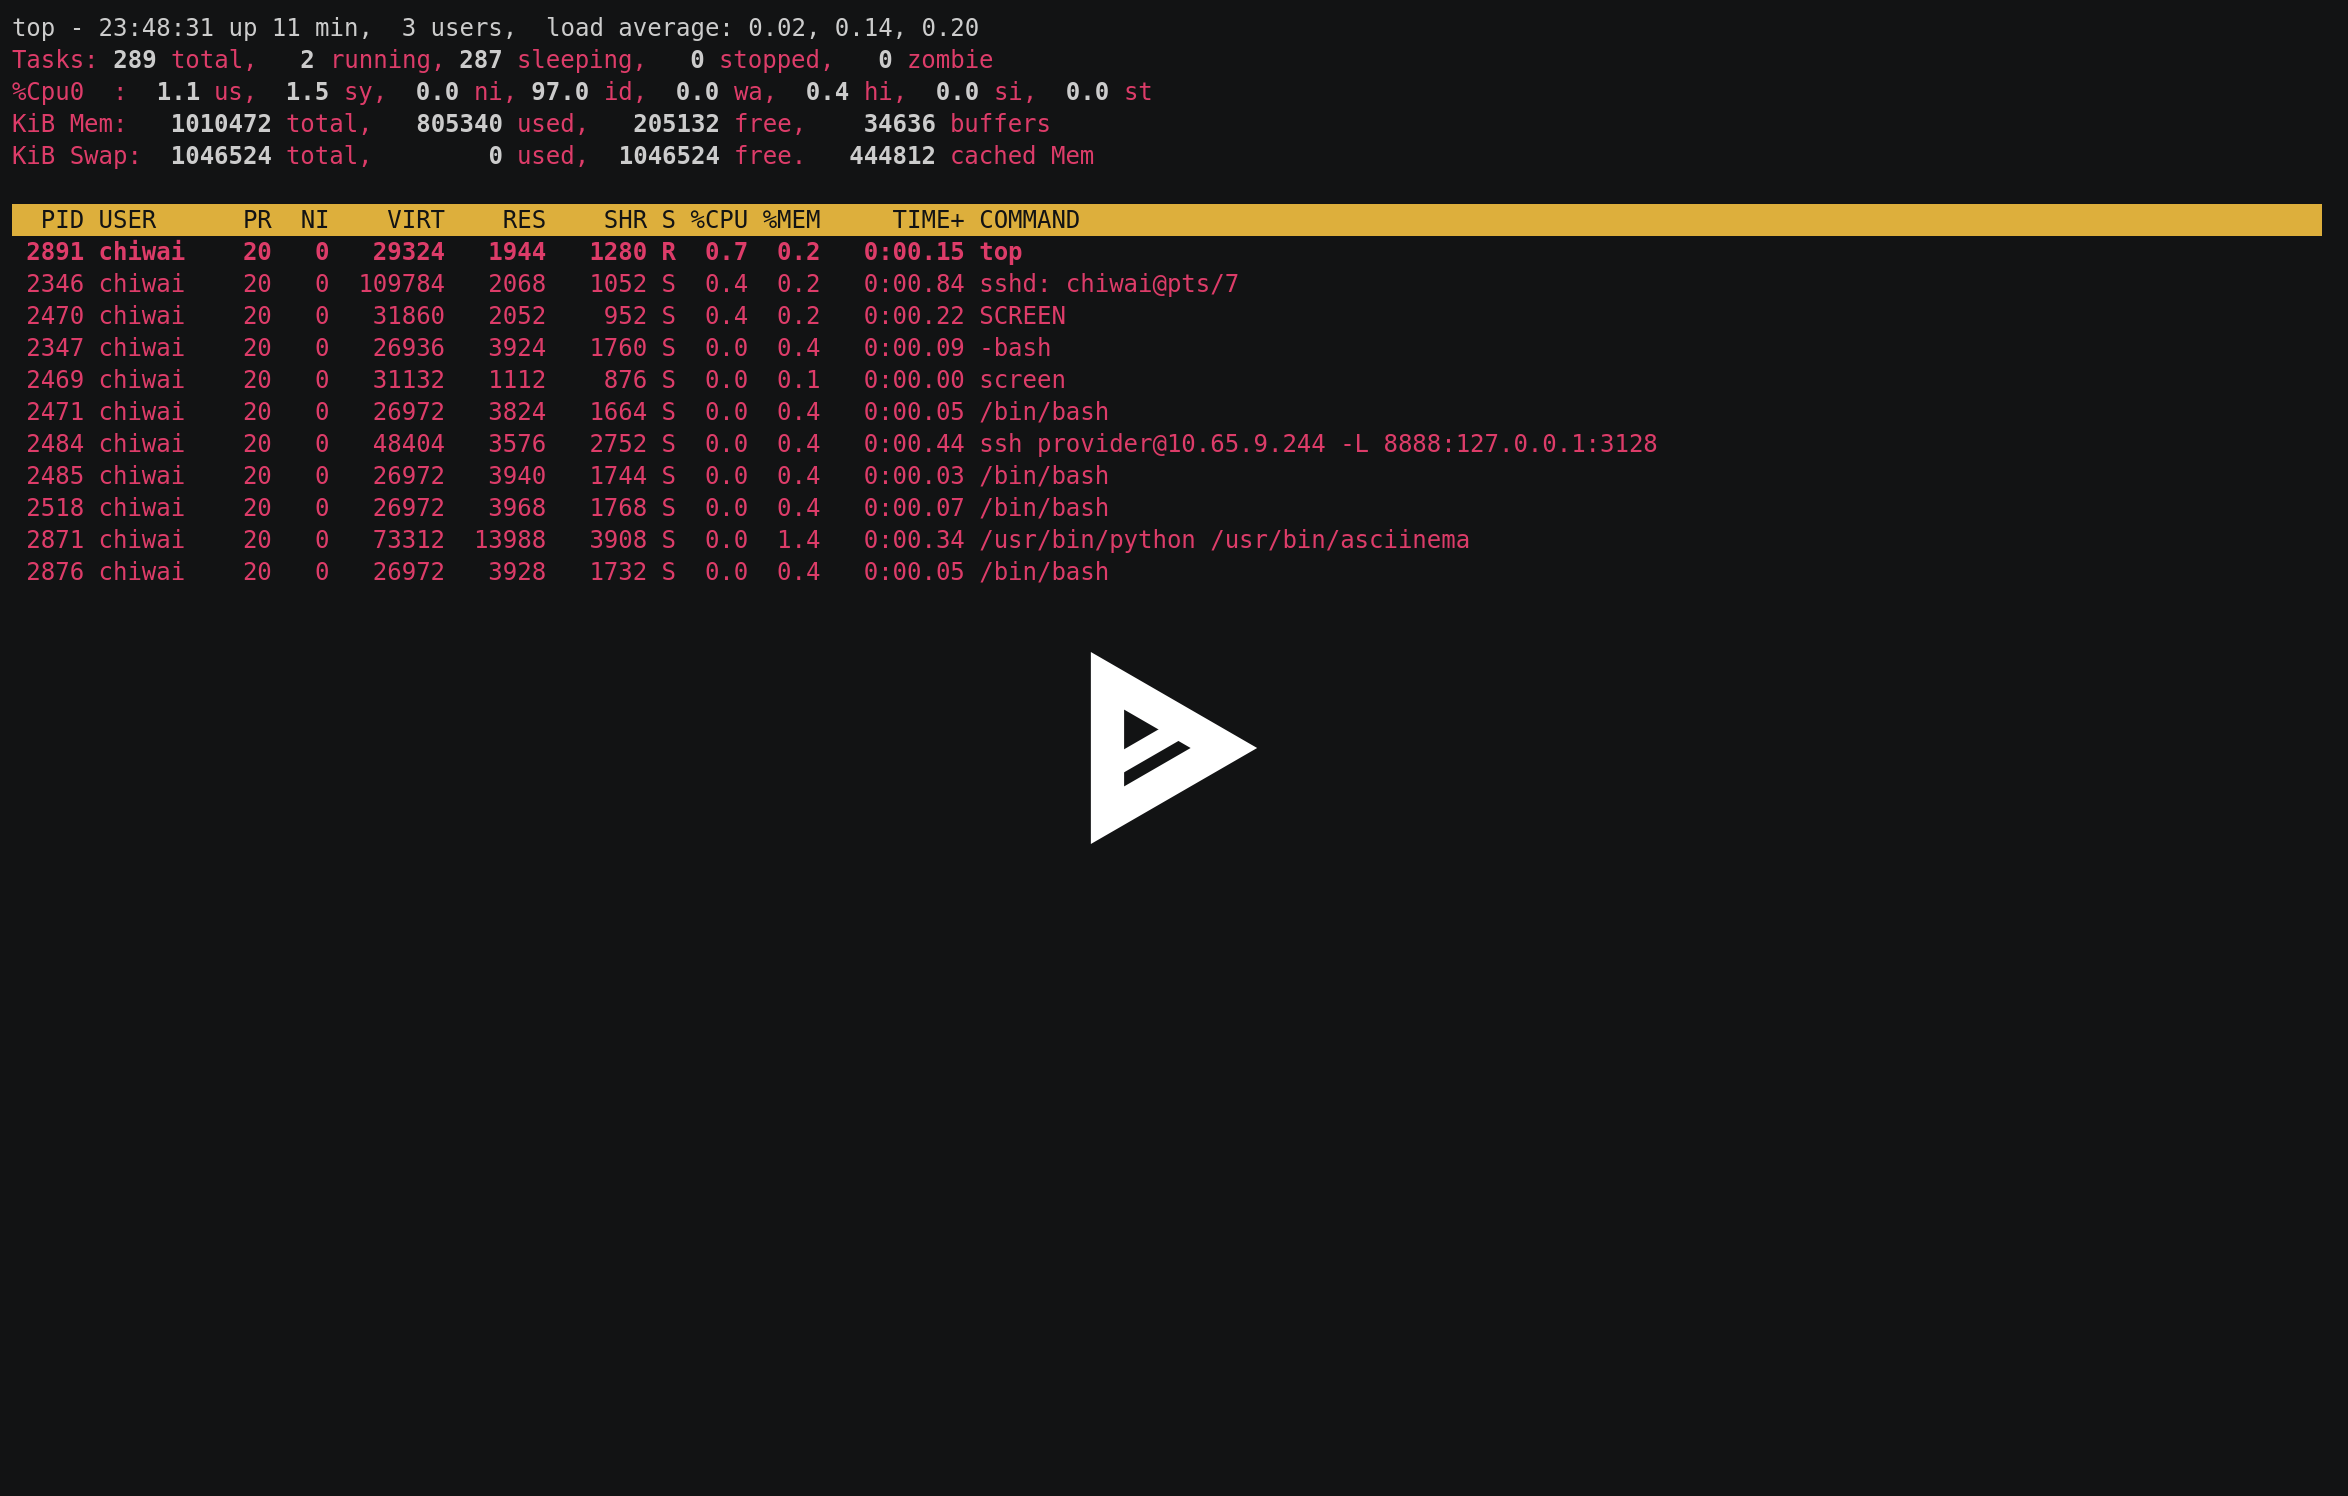 top - 23:48:31 up 11 min,  3 users,  load average: 0.02, 0.14, 0.20
Tasks: 289 total,   2 running, 287 sleeping,   0 stopped,   0 zombie
%Cpu0  :  1.1 us,  1.5 sy,  0.0 ni, 97.0 id,  0.0 wa,  0.4 hi,  0.0 si,  0.0 st
KiB Mem:   1010472 total,   805340 used,   205132 free,    34636 buffers
KiB Swap:  1046524 total,        0 used,  1046524 free.   444812 cached Mem
  PID USER      PR  NI    VIRT    RES    SHR S %CPU %MEM     TIME+ COMMAND
 2891 chiwai    20   0   29324   1944   1280 R  0.7  0.2   0:00.15 top
 2346 chiwai    20   0  109784   2068   1052 S  0.4  0.2   0:00.84 sshd: chiwai@pts/7
 2470 chiwai    20   0   31860   2052    952 S  0.4  0.2   0:00.22 SCREEN
 2347 chiwai    20   0   26936   3924   1760 S  0.0  0.4   0:00.09 -bash
 2469 chiwai    20   0   31132   1112    876 S  0.0  0.1   0:00.00 screen
 2471 chiwai    20   0   26972   3824   1664 S  0.0  0.4   0:00.05 /bin/bash
 2484 chiwai    20   0   48404   3576   2752 S  0.0  0.4   0:00.44 ssh provider@10.65.9.244 -L 8888:127.0.0.1:3128
 2485 chiwai    20   0   26972   3940   1744 S  0.0  0.4   0:00.03 /bin/bash
 2518 chiwai    20   0   26972   3968   1768 S  0.0  0.4   0:00.07 /bin/bash
 2871 chiwai    20   0   73312  13988   3908 S  0.0  1.4   0:00.34 /usr/bin/python /usr/bin/asciinema
 2876 chiwai    20   0   26972   3928   1732 S  0.0  0.4   0:00.05 /bin/bash